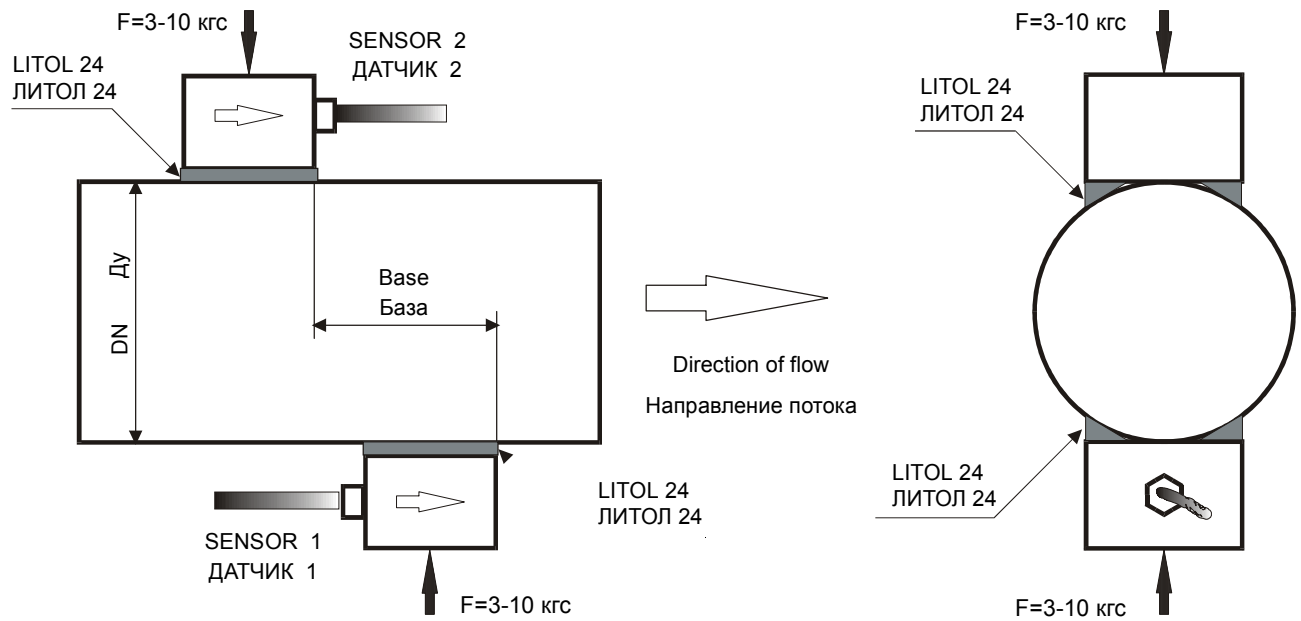 F=3-10 кгс
SENSOR 2
ДАТЧИК 2
LITOL 24
ЛИТОЛ 24
Ду
DN
Base
База
Direction of flow
Направление потока
LITOL 24
ЛИТОЛ 24
SENSOR 1
ДАТЧИК 1
F=3-10 кгс
F=3-10 кгс
LITOL 24
ЛИТОЛ 24
LITOL 24
ЛИТОЛ 24
F=3-10 кгс